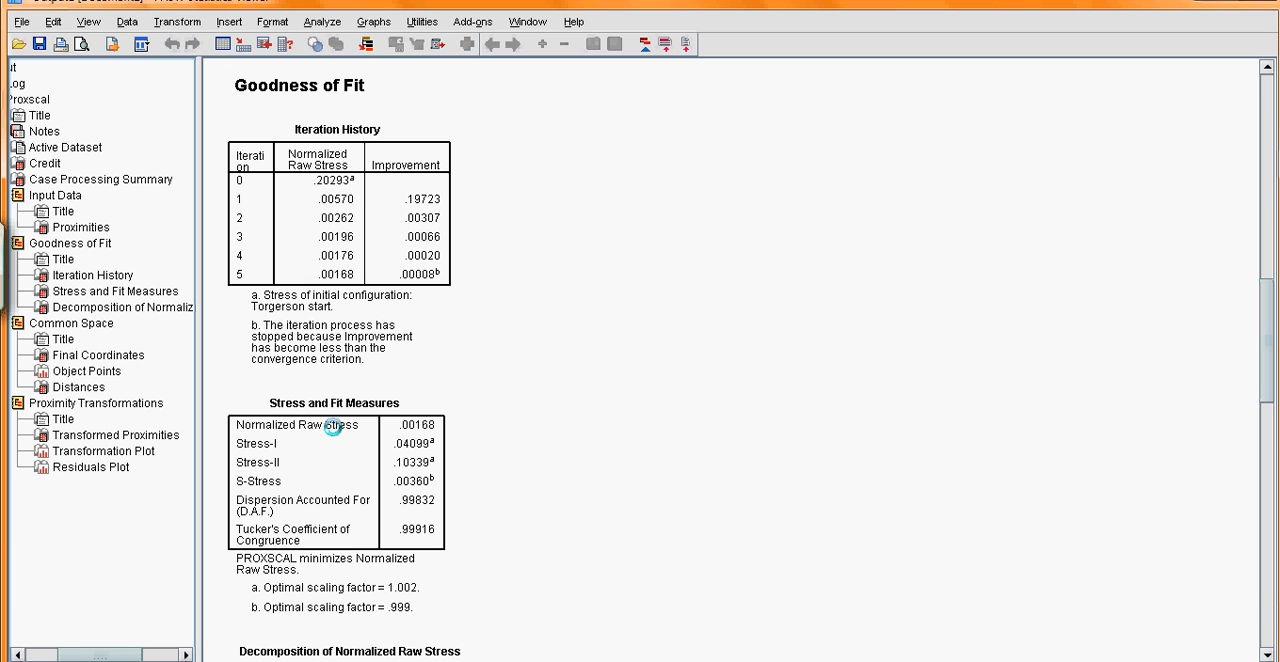 File Edit View Data Transform Insert Format Analyze Graphs Utilities Add-ons Window Help
Proxscal
Title
Notes
Active Dataset
Credit
Case Processing Summary
Input Data
Title
Proximities
Goodness of Fit
Title
Iteration History
Stress and Fit Measures
Decomposition of Normaliz
Common Space
Title
Final Coordinates
Object Points
Distances
Proximity Transformations
Title
Transformed Proximities
Transformation Plot
Residuals Plot
Goodness of Fit
Iteration History
Iterati
on
Normalized
Raw Stress
Improvement
0 .20293a
1 .00570 .19723
2 .00262 .00307
3 .00196 .00066
4 .00176 .00020
5 .00168 .00008b
a. Stress of initial configuration:
Torgerson start.
b. The iteration process has
stopped because Improvement
has become less than the
convergence criterion.
Stress and Fit Measures
Normalized Raw Stress .00168
Stress-I .04099a
Stress-II .10339a
S-Stress .00360b
Dispersion Accounted For
(D.A.F.) .99832
Tucker's Coefficient of
Congruence .99916
PROXSCAL minimizes Normalized
Raw Stress.
a. Optimal scaling factor = 1.002.
b. Optimal scaling factor = .999.
Decomposition of Normalized Raw Stress